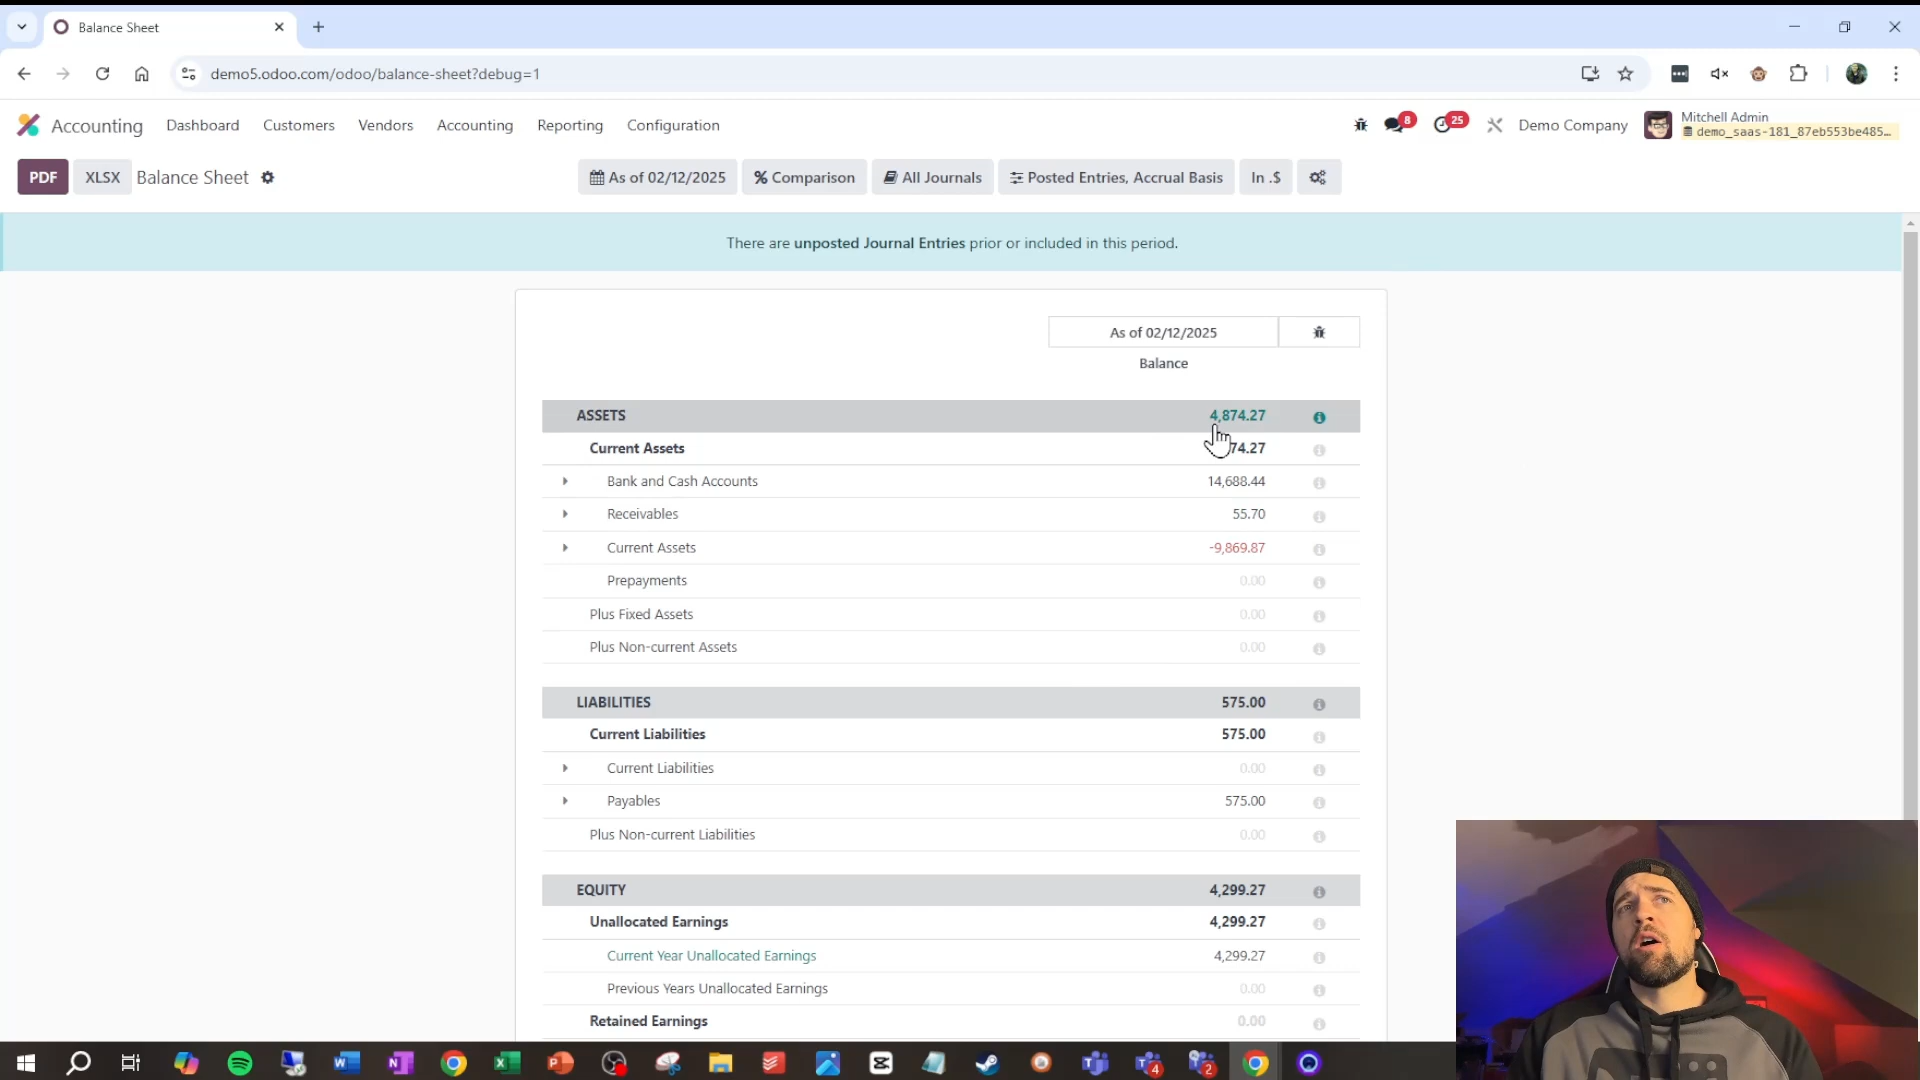 Balance Sheet
demo5.odoo.com/odoo/balance-sheet?debug=1
Accounting Dashboard Customers Vendors Accounting Reporting Configuration 8 25 Demo Company Mitchell Admin
demo_saas-181_87eb553be485...
PDF XLSX Balance Sheet As of 02/12/2025 % Comparison All Journals Posted Entries, Accrual Basis In .$
There are unposted Journal Entries prior or included in this period.
As of 02/12/2025
Balance
ASSETS 4,874.27
Current Assets 74.27
Bank and Cash Accounts 14,688.44
Receivables 55.70
Current Assets -9,869.87
Prepayments 0.00
Plus Fixed Assets 0.00
Plus Non-current Assets 0.00
LIABILITIES 575.00
Current Liabilities 575.00
Current Liabilities 0.00
Payables 575.00
Plus Non-current Liabilities 0.00
EQUITY 4,299.27
Unallocated Earnings 4,299.27
Current Year Unallocated Earnings 4,299.27
Previous Years Unallocated Earnings 0.00
Retained Earnings 0.00
4 2